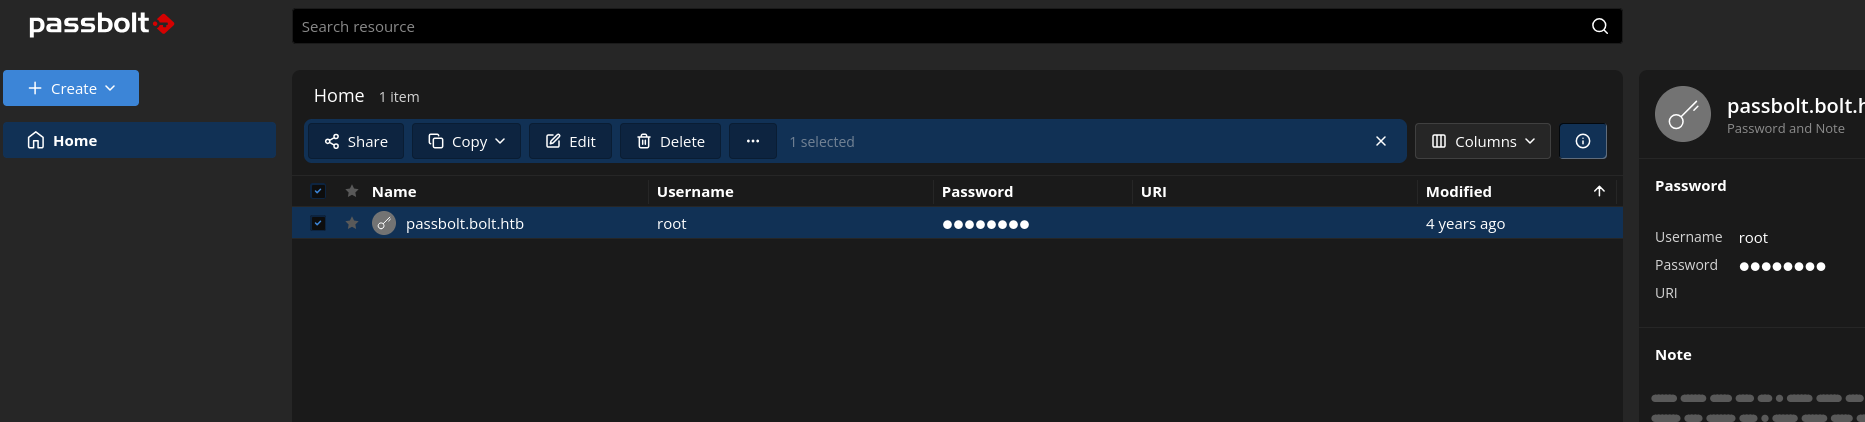 passbolt
Search resource
Create
Home
Home 1 item
Share Copy Edit Delete ... 1 selected
Columns
Name Username Password URI Modified
passbolt.bolt.htb root ●●●●●●●● 4 years ago
passbolt.bolt.h
Password and Note
Password
Username root
Password ●●●●●●●●
URI
Note